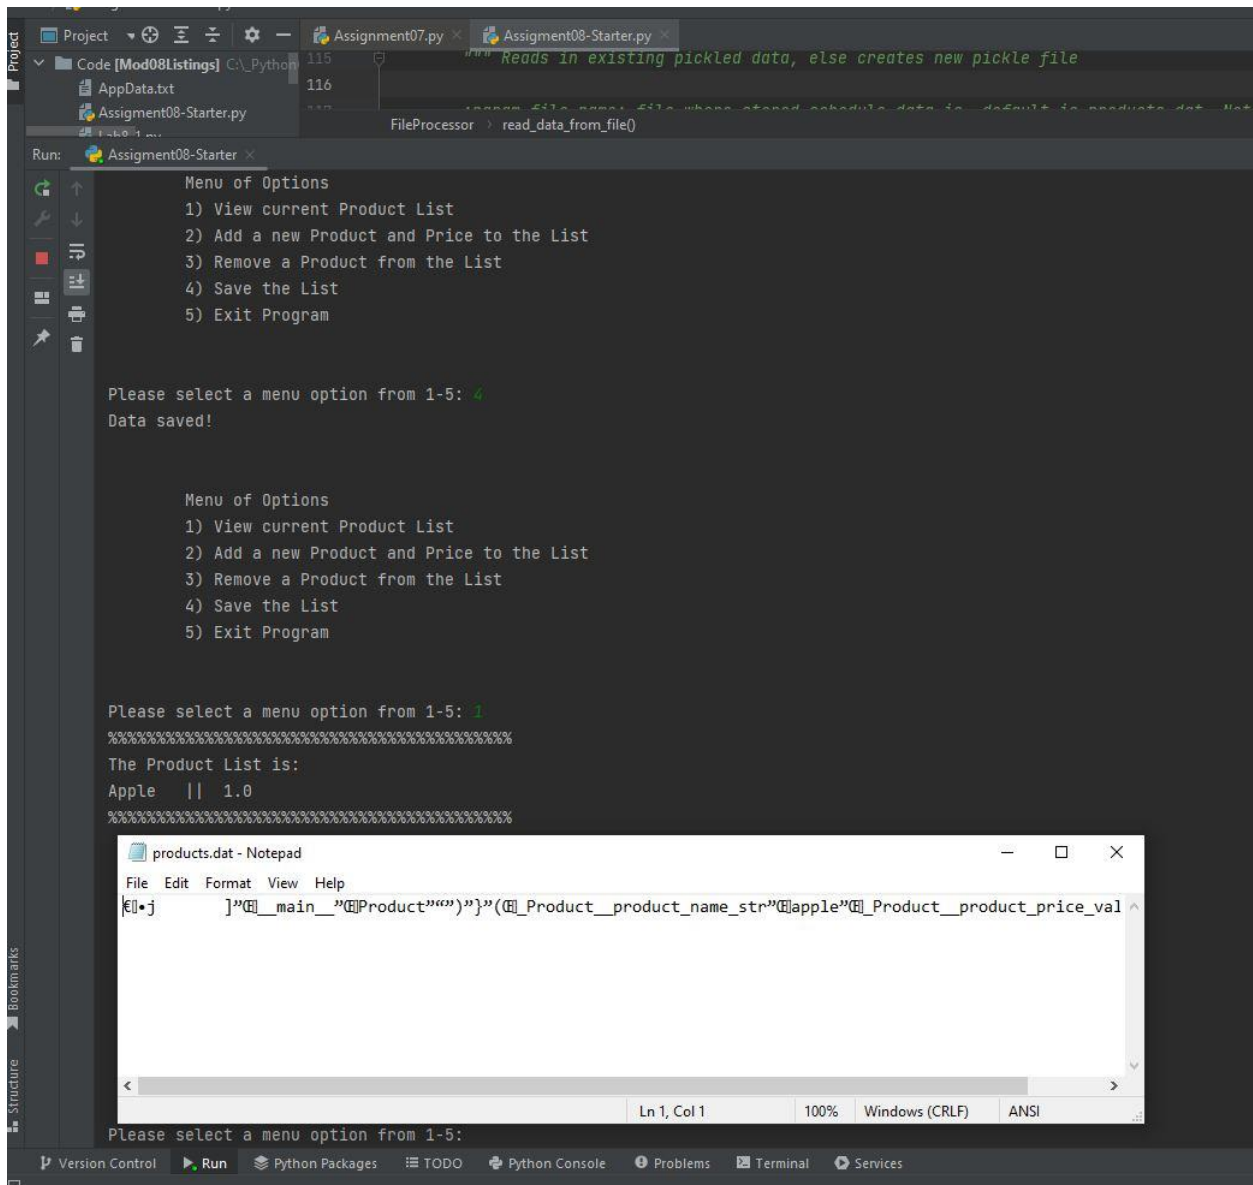 Project
Assignment07.py
Assigment08-Starter.py
Project
Code [Mod08Listings] C:\_Python
AppData.txt
Assigment08-Starter.py
115 """ Reads in existing pickled data, else creates new pickle file
116
FileProcessor > read_data_from_file()
Run: Assigment08-Starter
Menu of Options
1) View current Product List
2) Add a new Product and Price to the List
3) Remove a Product from the List
4) Save the List
5) Exit Program
Please select a menu option from 1-5: 4
Data saved!
Menu of Options
1) View current Product List
2) Add a new Product and Price to the List
3) Remove a Product from the List
4) Save the List
5) Exit Program
Please select a menu option from 1-5: 1
%%%%%%%%%%%%%%%%%%%%%%%%%%%%%%%%%%%%%%%%%%
The Product List is:
Apple || 1.0
%%%%%%%%%%%%%%%%%%%%%%%%%%%%%%%%%%%%%%%%%%
products.dat - Notepad
File Edit Format View Help
€▯•j ]”Œ▯__main__”Œ▯Product”“”)”}”(Œ▯_Product__product_name_str”Œ▯apple”Œ▯_Product__product_price_val
Ln 1, Col 1 100% Windows (CRLF) ANSI
Please select a menu option from 1-5:
Bookmarks
Structure
Version Control Run Python Packages TODO Python Console Problems Terminal Services